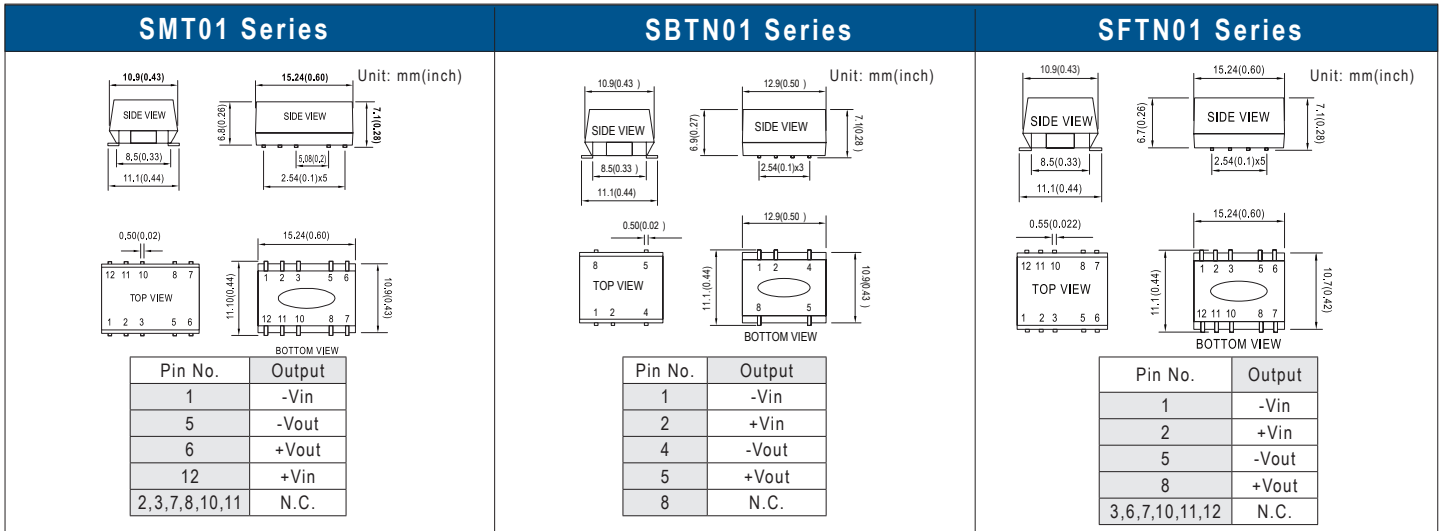 SMT01 Series
Unit: mm(inch)
10.9(0.43)
15.24(0.60)
SIDE VIEW
6.8(0.26)
SIDE VIEW
7.1(0.28)
8,5(0,33)
5,08(0,2)
11.1(0.44)
2.54(0.1)x5
0,50(0,02)
15.24(0.60)
12 11 10 8 7
TOP VIEW
1 2 3 5 6
11.10(0.44)
1 2 3 5 6
12 11 10 8 7
10.9(0.43)
BOTTOM VIEW
Pin No. Output
1 -Vin
5 -Vout
6 +Vout
12 +Vin
2,3,7,8,10,11 N.C.
SBTN01 Series
Unit: mm(inch)
10.9(0.43 )
12.9(0.50 )
SIDE VIEW
6.9(0.27)
SIDE VIEW
7.1(0.28 )
8.5(0.33 )
2.54(0.1)x3
11.1(0.44)
12.9(0.50 )
0.50(0.02 )
8 5
TOP VIEW
1 2 4
11.1.(0.44)
1 2 4
8 5
10.9(0.43 )
BOTTOM VIEW
Pin No. Output
1 -Vin
2 +Vin
4 -Vout
5 +Vout
8 N.C.
SFTN01 Series
Unit: mm(inch)
10.9(0.43)
15.24(0.60)
SIDE VIEW
6.7(0.26)
SIDE VIEW
7.1(0.28)
8.5(0.33)
2.54(0.1)x5
11.1(0.44)
15.24(0.60)
0.55(0.022)
12 11 10 8 7
TOP VIEW
1 2 3 5 6
11.1(0.44)
1 2 3 5 6
12 11 10 8 7
10.7(0.42)
BOTTOM VIEW
Pin No. Output
1 -Vin
2 +Vin
5 -Vout
8 +Vout
3,6,7,10,11,12 N.C.